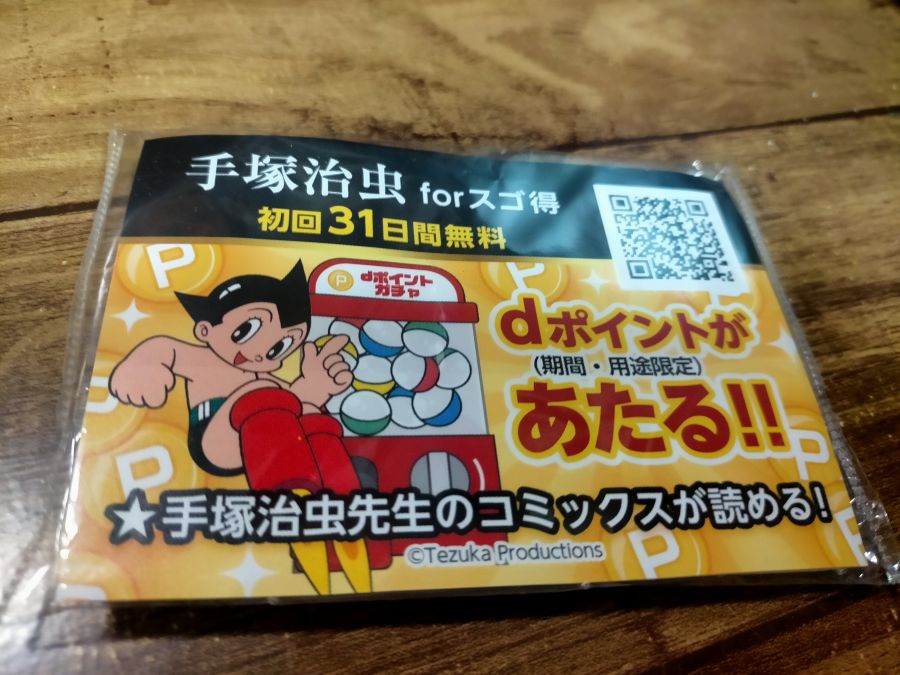 手塚治虫 forスゴ得
初回31日間無料
P
dポイント
ガチャ
dポイントが
(期間・用途限定)
あたる!!
★手塚治虫先生のコミックスが読める!
©Tezuka Productions